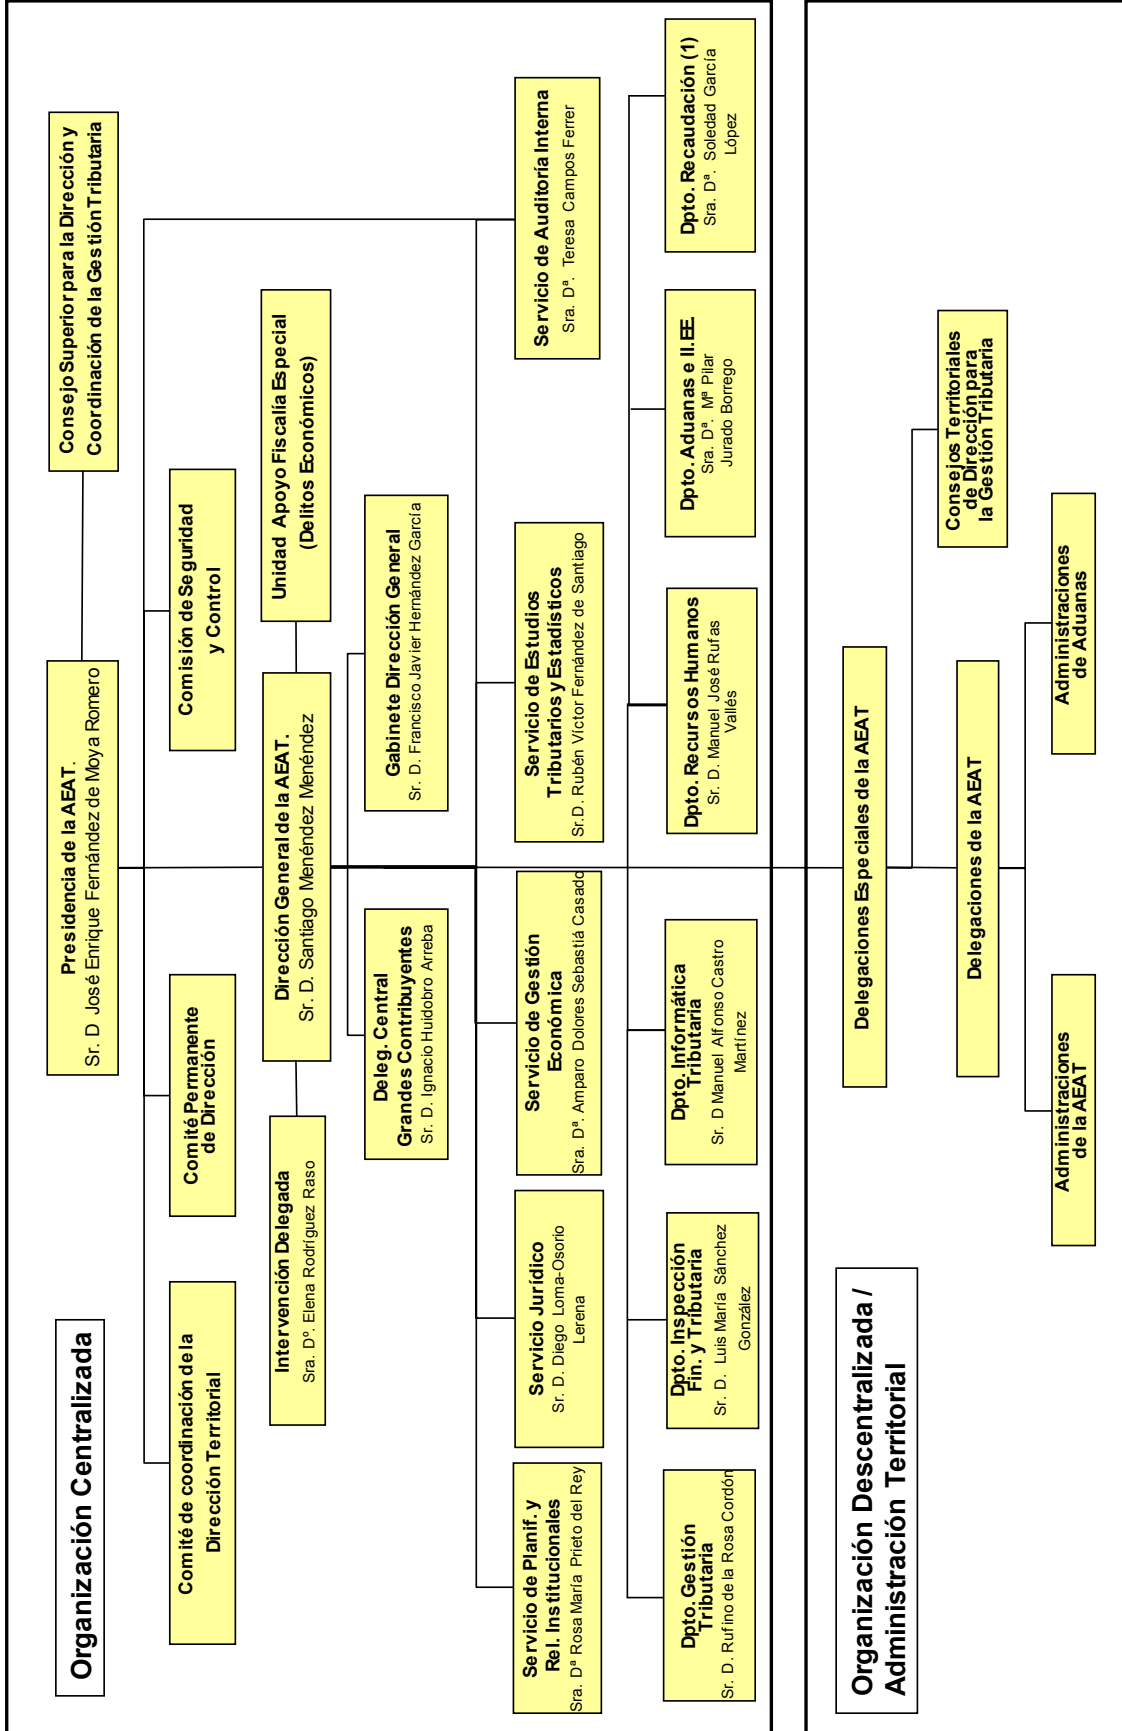 Organización Centralizada
Presidencia de la AEAT.
Sr. D José Enrique Fernández de Moya Romero
Consejo Superior para la Dirección y
Coordinación de la Gestión Tributaria
Comité de coordinación de la
Dirección Territorial
Comité Permanente
de Dirección
Comisión de Seguridad
y Control
Intervención Delegada
Sra. Dº. Elena Rodríguez Raso
Dirección General de la AEAT.
Sr. D. Santiago Menéndez Menéndez
Unidad Apoyo Fiscalía Especial
(Delitos Económicos)
Deleg. Central
Grandes Contribuyentes
Sr. D. Ignacio Huidobro Arreba
Gabinete Dirección General
Sr. D. Francisco Javier Hernández García
Servicio de Planif. y
Rel. Institucionales
Sra. Dª Rosa María Prieto del Rey
Servicio Jurídico
Sr. D. Diego Loma-Osorio
Lerena
Servicio de Gestión
Económica
Sra. Dª. Amparo Dolores Sebastiá Casado
Servicio de Estudios
Tributarios y Estadísticos
Sr.D. Rubén Víctor Fernández de Santiago
Servicio de Auditoría Interna
Sra. Dª. Teresa Campos Ferrer
Dpto. Gestión
Tributaria
Sr. D. Rufino de la Rosa Cordón
Dpto. Inspección
Fin. y Tributaria
Sr. D. Luis María Sánchez
González
Dpto. Informática
Tributaria
Sr. D Manuel Alfonso Castro
Martínez
Dpto. Recursos Humanos
Sr. D. Manuel José Rufas
Vallés
Dpto. Aduanas e II.EE.
Sra. Dª. Mª Pilar
Jurado Borrego
Dpto. Recaudación (1)
Sra. Dª. Soledad García
López
Organización Descentralizada /
Administración Territorial
Delegaciones Especiales de la AEAT
Consejos Territoriales
de Dirección para
la Gestión Tributaria
Delegaciones de la AEAT
Administraciones
de la AEAT
Administraciones
de Aduanas